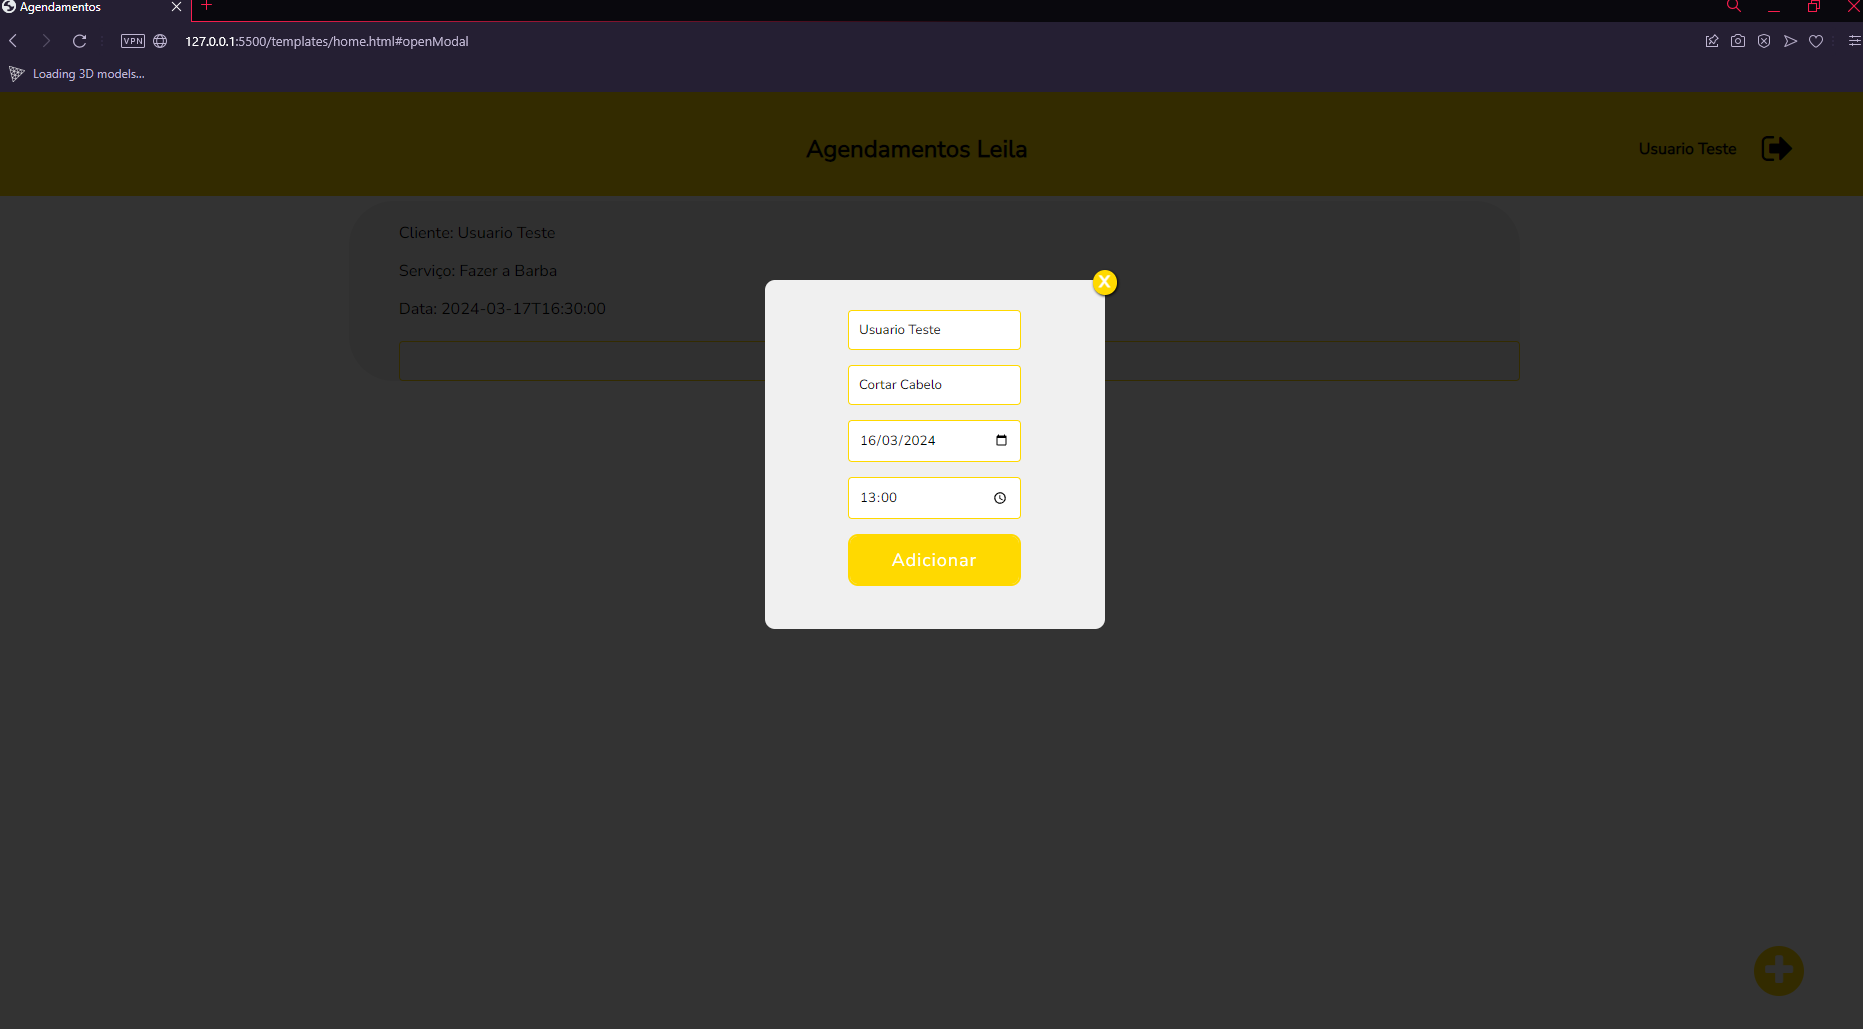 Agendamentos
VPN
127.0.0.1:5500/templates/home.html#openModal
Loading 3D models...
Agendamentos Leila
Usuario Teste
Cliente: Usuario Teste
Serviço: Fazer a Barba
Data: 2024-03-17T16:30:00
X
Usuario Teste
Cortar Cabelo
16/03/2024
13:00
Adicionar